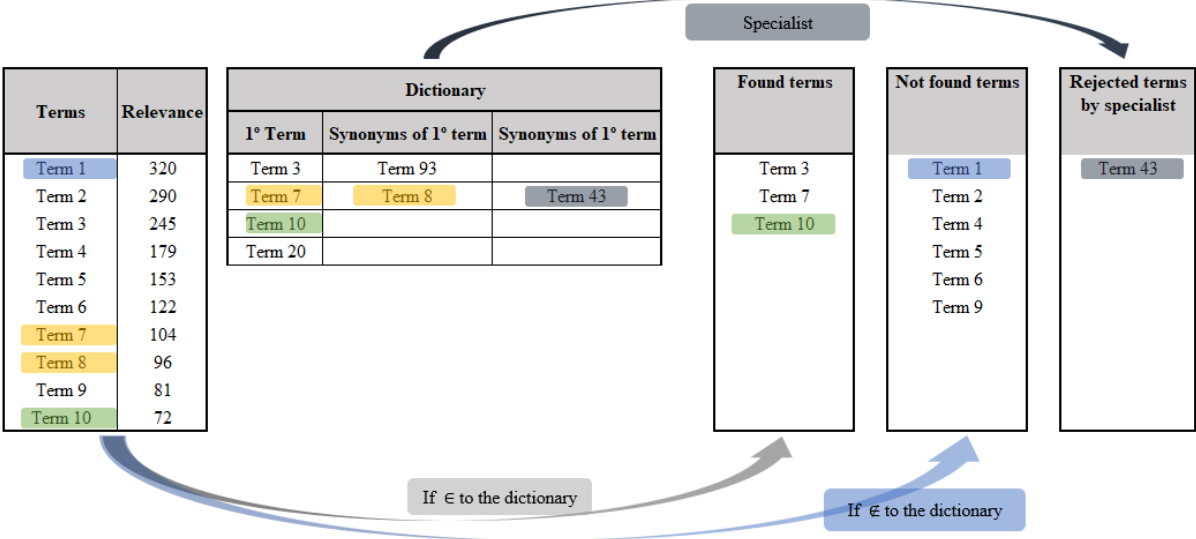 Specialist
Terms Relevance
Term 1 320
Term 2 290
Term 3 245
Term 4 179
Term 5 153
Term 6 122
Term 7 104
Term 8 96
Term 9 81
Term 10 72
Dictionary
1º Term Synonyms of 1º term Synonyms of 1º term
Term 3 Term 93
Term 7 Term 8 Term 43
Term 10
Term 20
Found terms
Term 3
Term 7
Term 10
Not found terms
Term 1
Term 2
Term 4
Term 5
Term 6
Term 9
Rejected terms
by specialist
Term 43
If ∈ to the dictionary
If ∉ to the dictionary